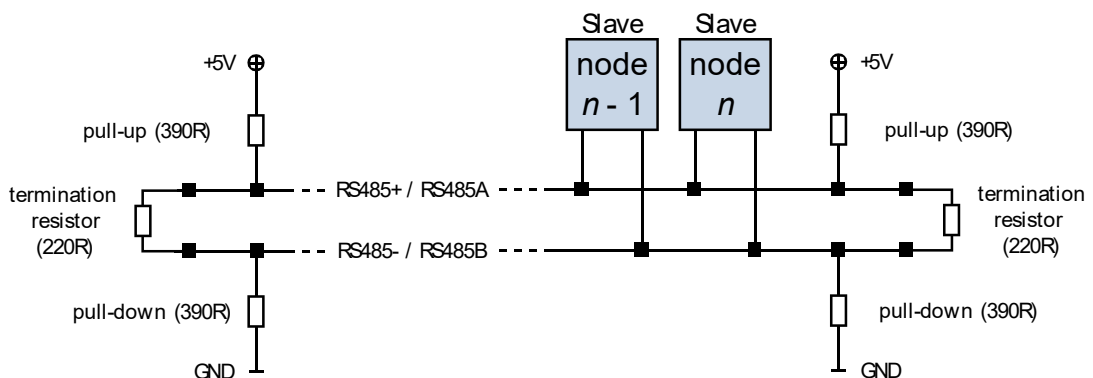 Slave Slave
node node
n - 1 n
+5V +5V
pull-up (390R) pull-up (390R)
termination
resistor
(220R)
RS485+ / RS485A
termination
resistor
(220R)
RS485- / RS485B
pull-down (390R) pull-down (390R)
GND GND